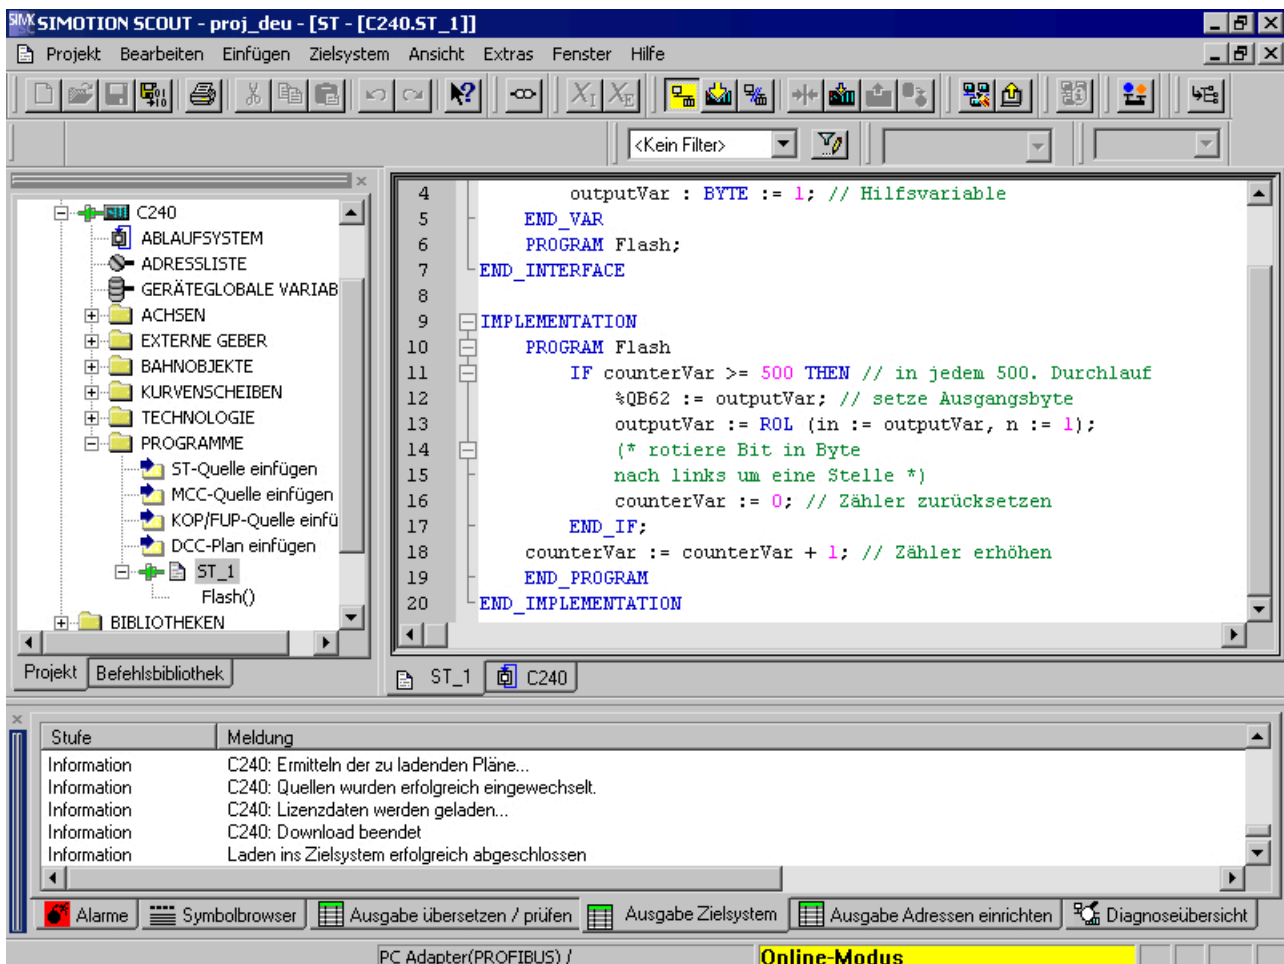 SIMOTION SCOUT - proj_deu - [ST - [C240.ST_1]]
Projekt Bearbeiten Einfügen Zielsystem Ansicht Extras Fenster Hilfe
<Kein Filter>
C240
ABLAUFSYSTEM
ADRESSLISTE
GERÄTEGLOBALE VARIAB
ACHSEN
EXTERNE GEBER
BAHNOBJEKTE
KURVENSCHEIBEN
TECHNOLOGIE
PROGRAMME
ST-Quelle einfügen
MCC-Quelle einfügen
KOP/FUP-Quelle einfü
DCC-Plan einfügen
ST_1
Flash()
BIBLIOTHEKEN
Projekt Befehlsbibliothek
4 outputVar : BYTE := 1; // Hilfsvariable
5 END_VAR
6 PROGRAM Flash;
7 END_INTERFACE
8
9 IMPLEMENTATION
10 PROGRAM Flash
11 IF counterVar >= 500 THEN // in jedem 500. Durchlauf
12 %QB62 := outputVar; // setze Ausgangsbyte
13 outputVar := ROL (in := outputVar, n := 1);
14 (* rotiere Bit in Byte
15 nach links um eine Stelle *)
16 counterVar := 0; // Zähler zurücksetzen
17 END_IF;
18 counterVar := counterVar + 1; // Zähler erhöhen
19 END_PROGRAM
20 END_IMPLEMENTATION
ST_1 C240
Stufe Meldung
Information C240: Ermitteln der zu ladenden Pläne...
Information C240: Quellen wurden erfolgreich eingewechselt.
Information C240: Lizenzdaten werden geladen...
Information C240: Download beendet
Information Laden ins Zielsystem erfolgreich abgeschlossen
Alarme Symbolbrowser Ausgabe übersetzen / prüfen Ausgabe Zielsystem Ausgabe Adressen einrichten Diagnoseübersicht
PC Adapter(PROFIBUS) / Online-Modus